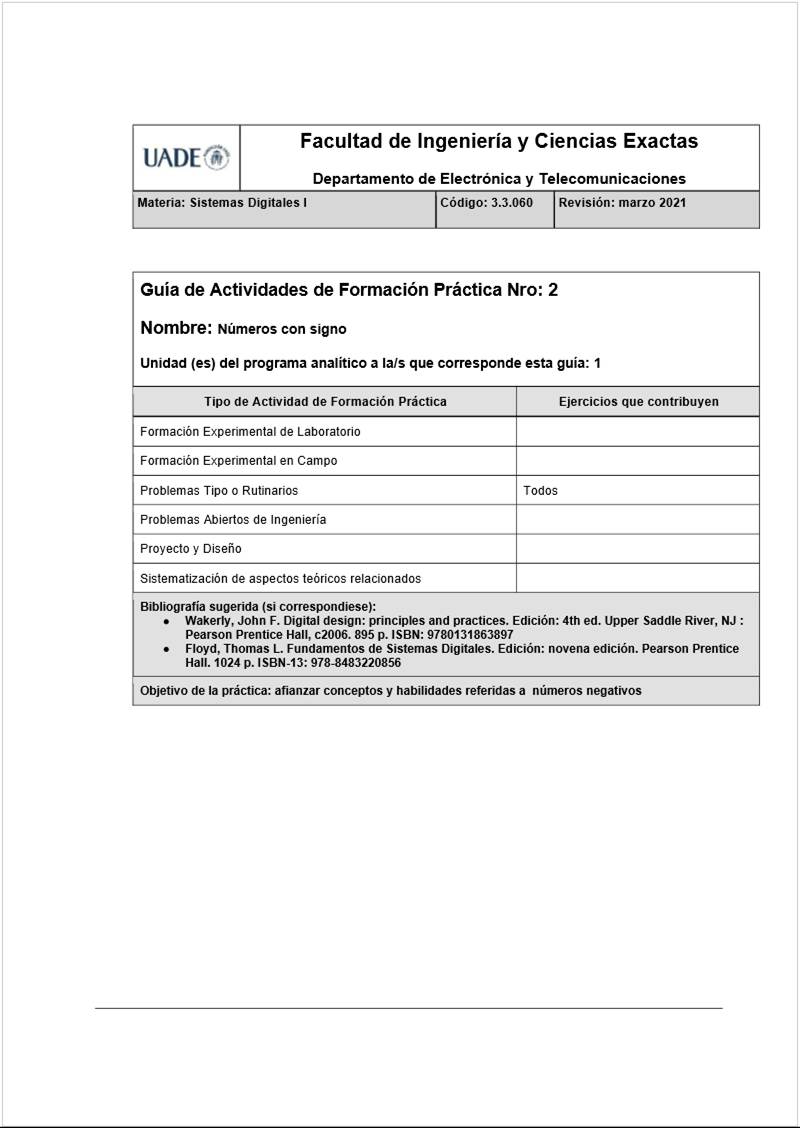 UADE
Facultad de Ingeniería y Ciencias Exactas
Departamento de Electrónica y Telecomunicaciones
Materia: Sistemas Digitales I
Código: 3.3.060
Revisión: marzo 2021
Guía de Actividades de Formación Práctica Nro: 2
Nombre: Números con signo
Unidad (es) del programa analítico a la/s que corresponde esta guía: 1
Tipo de Actividad de Formación Práctica
Ejercicios que contribuyen
Formación Experimental de Laboratorio
Formación Experimental en Campo
Problemas Tipo o Rutinarios
Todos
Problemas Abiertos de Ingeniería
Proyecto y Diseño
Sistematización de aspectos teóricos relacionados
Bibliografía sugerida (si correspondiese):
● Wakerly, John F. Digital design: principles and practices. Edición: 4th ed. Upper Saddle River, NJ :
Pearson Prentice Hall, c2006. 895 p. ISBN: 9780131863897
● Floyd, Thomas L. Fundamentos de Sistemas Digitales. Edición: novena edición. Pearson Prentice
Hall. 1024 p. ISBN-13: 978-8483220856
Objetivo de la práctica: afianzar conceptos y habilidades referidas a números negativos